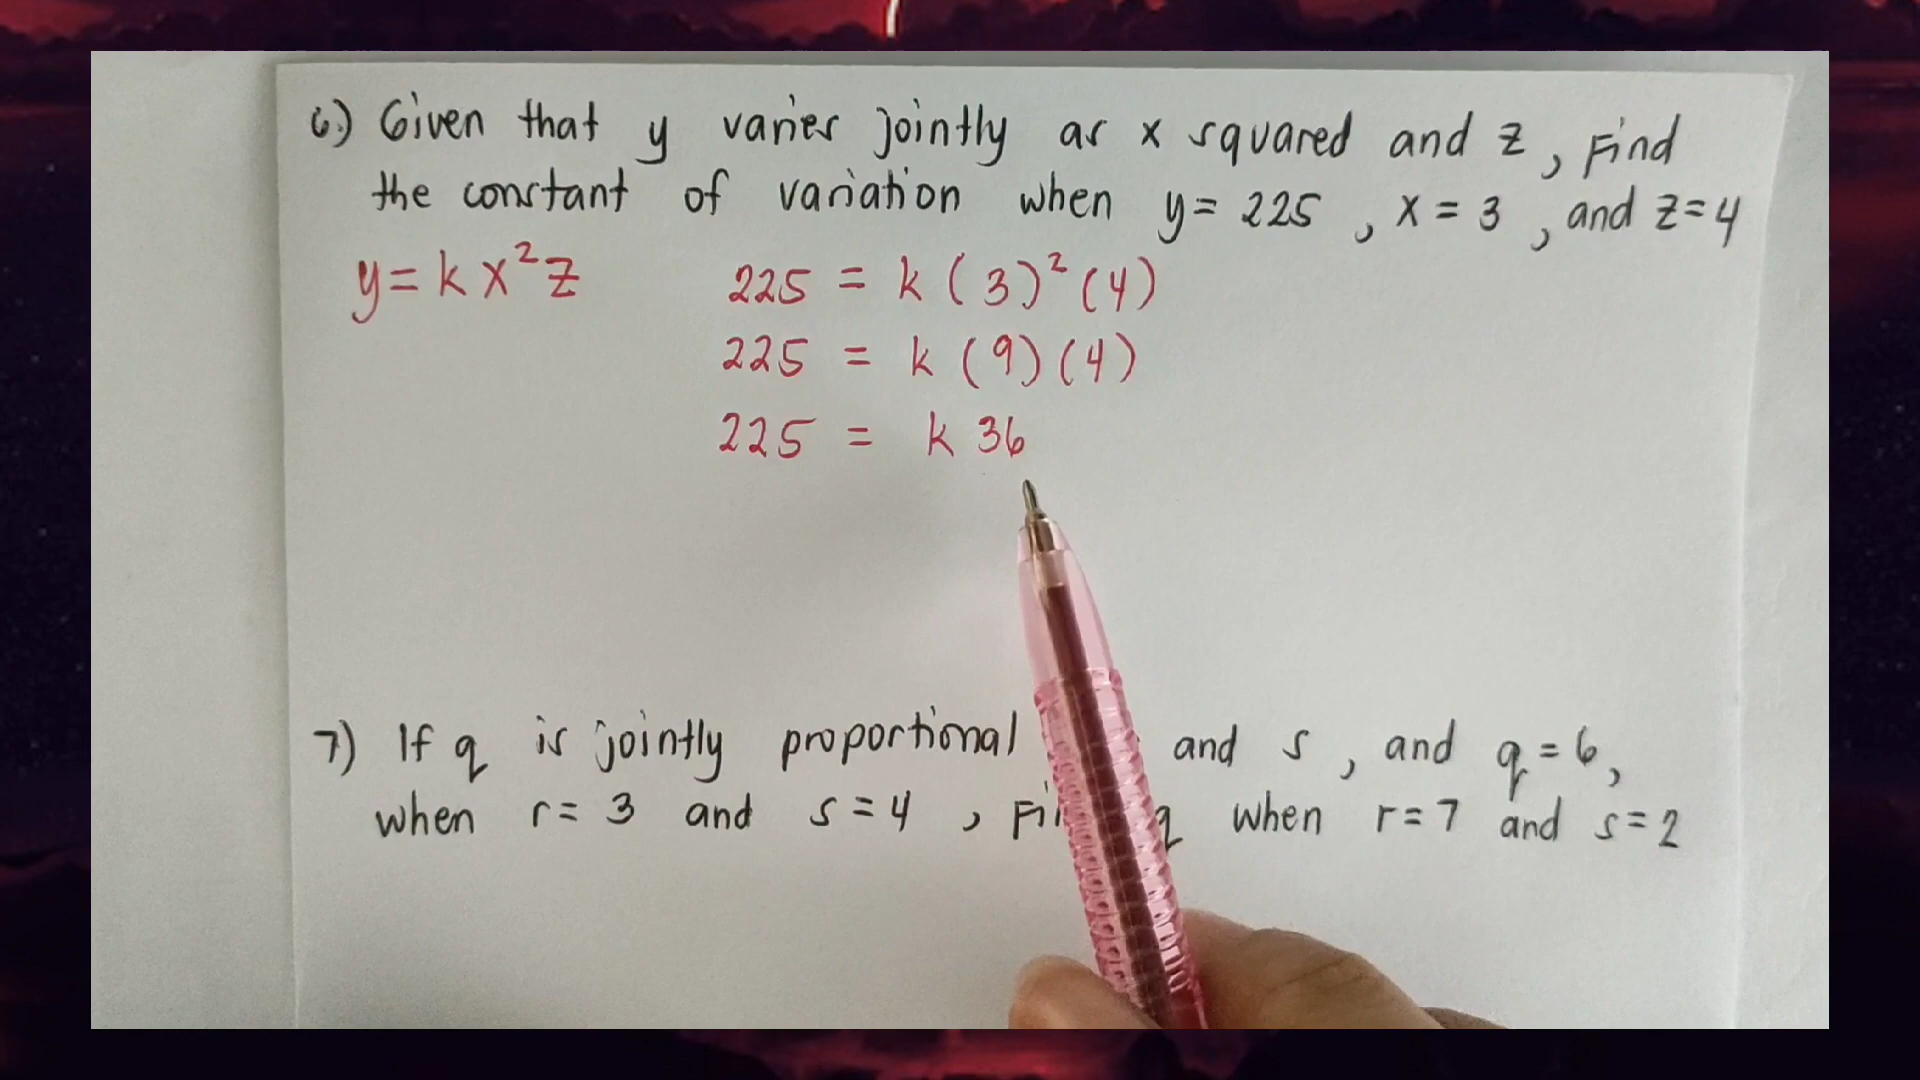 6.) Given that y varies jointly as x squared and z, Find
the constant of variation when y= 225, x = 3, and z=4
y= k x²z
225 = k (3)² (4)
225 = k (9) (4)
225 = k 36
7) If q is jointly proportional and s, and q = 6,
when r= 3 and s = 4, q when r= 7 and s = 2